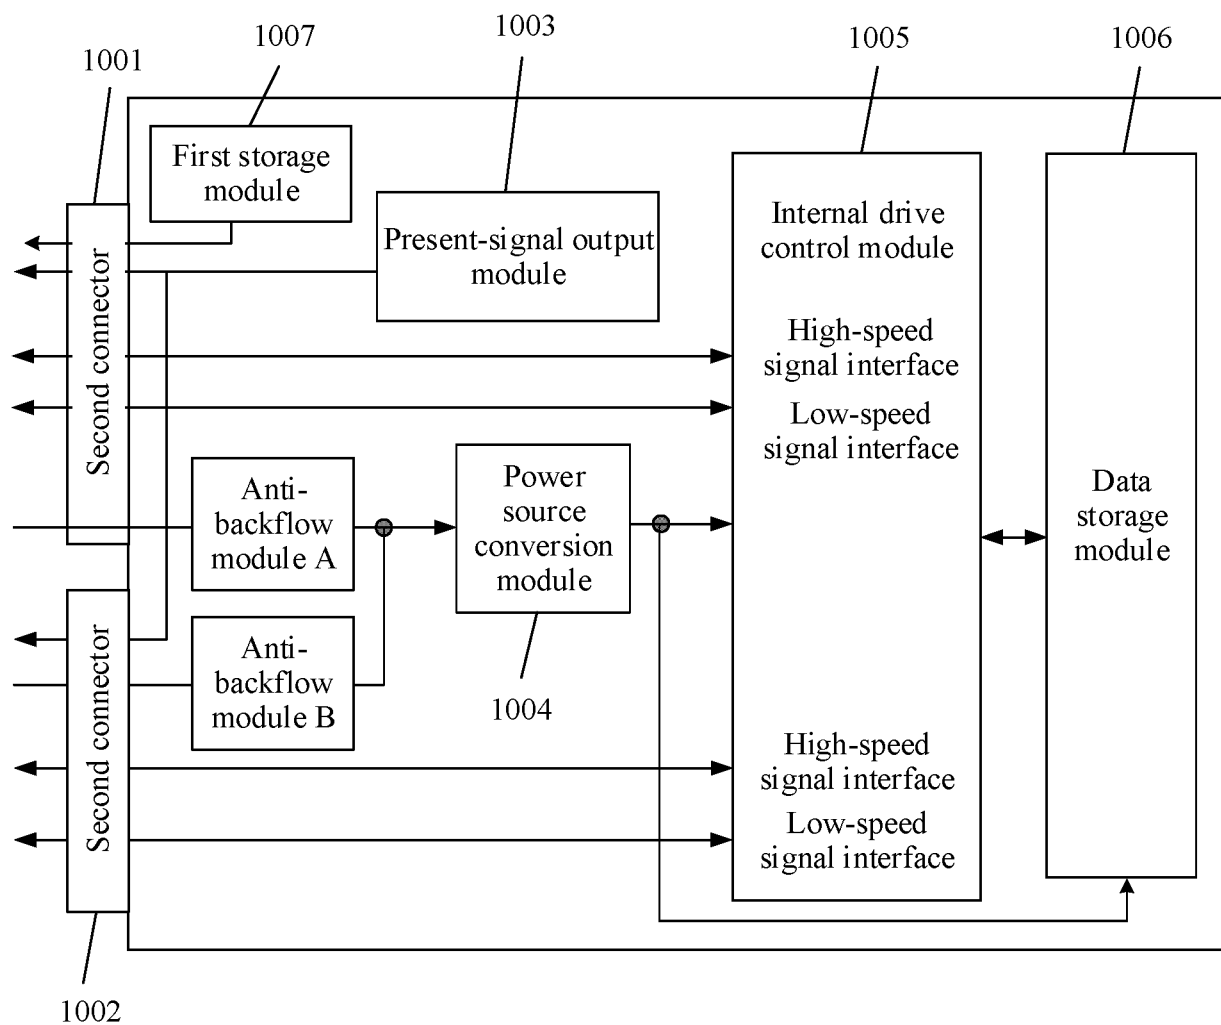 1007
1003
1005
1006
1001
First storage
module
Present-signal output
module
Internal drive
control module
High-speed
signal interface
Low-speed
signal interface
Second connector
Anti-
backflow
module A
Power
source
conversion
module
Data
storage
module
Anti-
backflow
module B
1004
Second connector
High-speed
signal interface
Low-speed
signal interface
1002